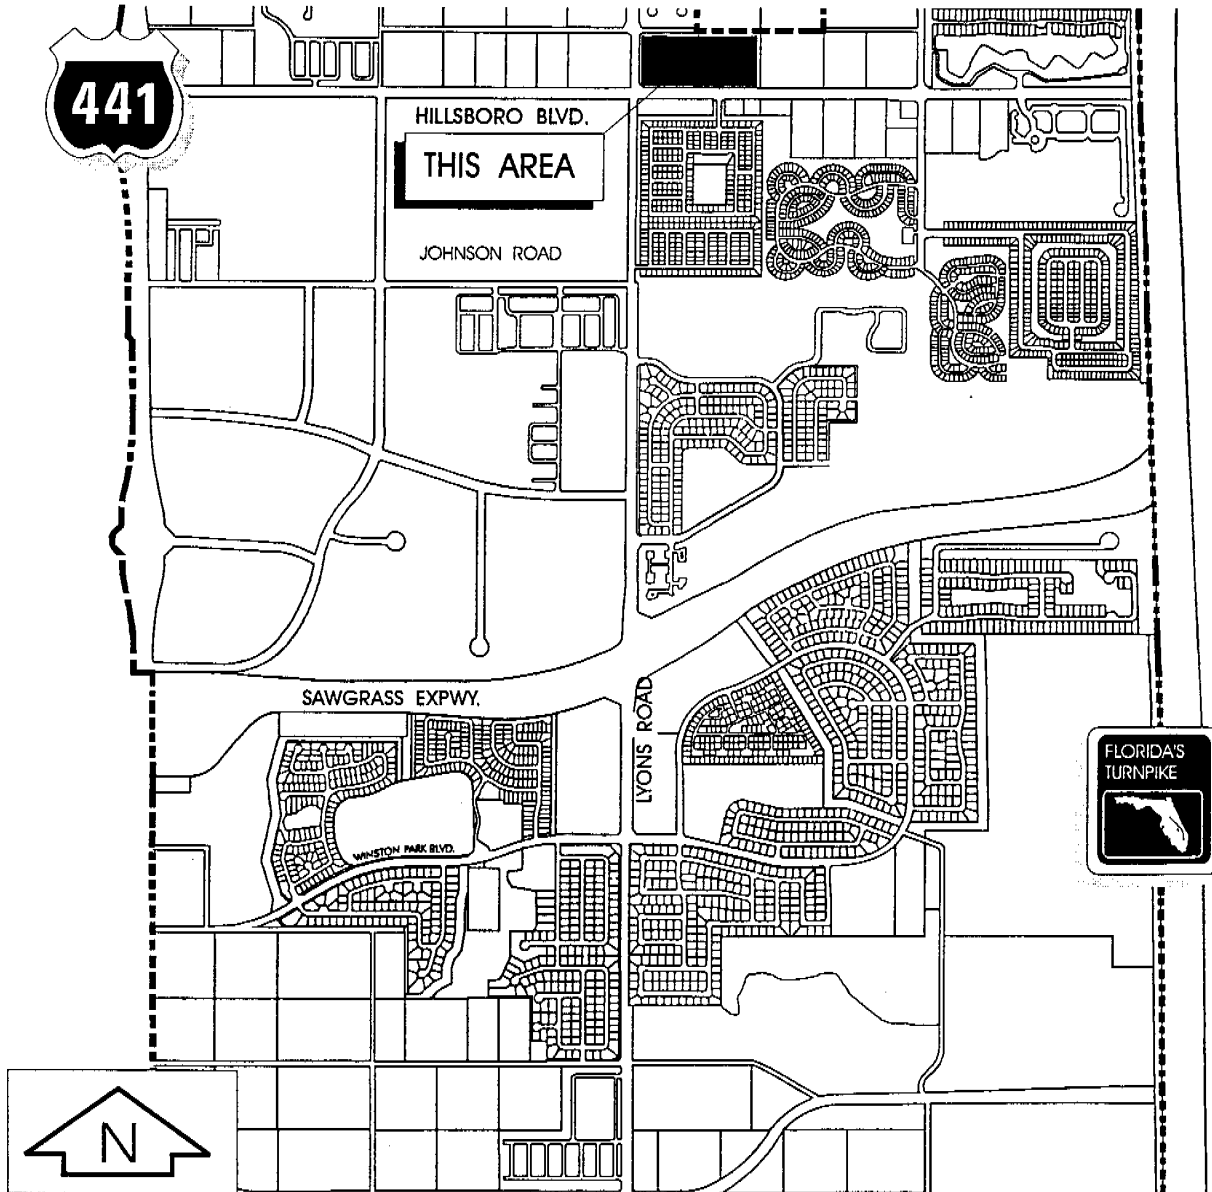 441
HILLSBORO BLVD.
THIS AREA
JOHNSON ROAD
SAWGRASS EXPWY.
LYONS ROAD
FLORIDA'S
TURNPIKE
WINSTON PARK BLVD.
N